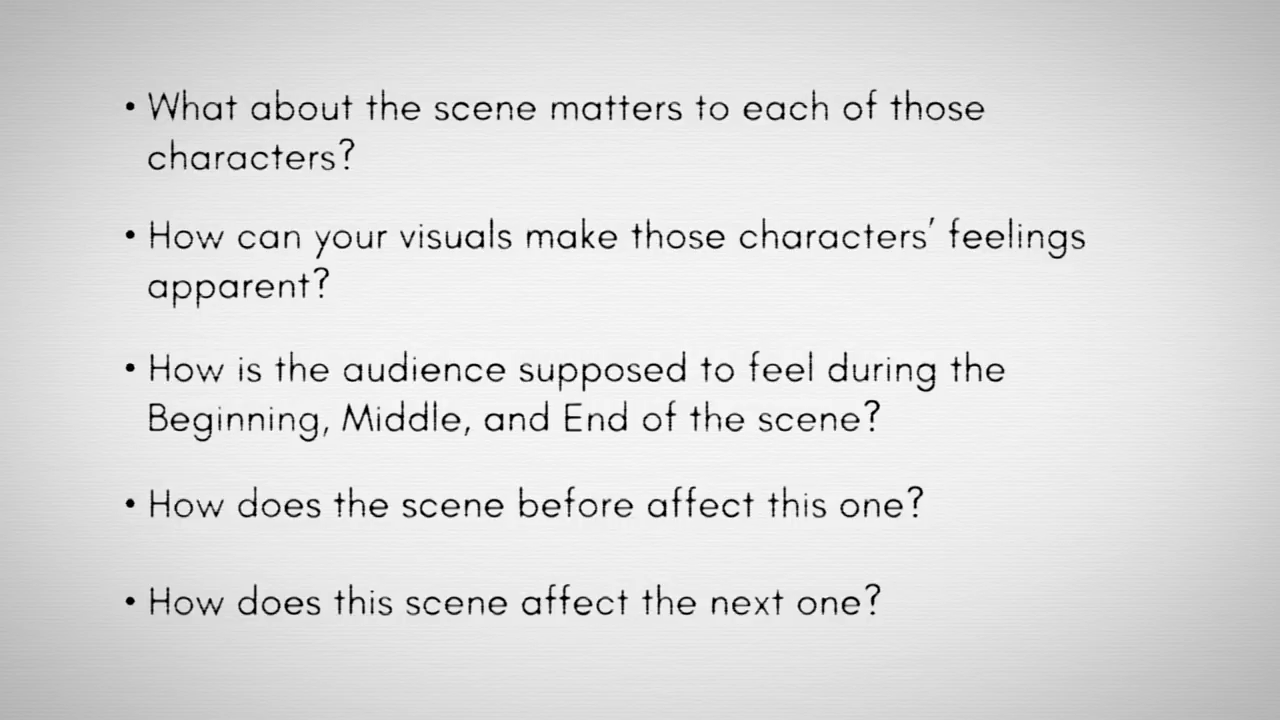 • What about the scene matters to each of those
characters?
• How can your visuals make those characters’ feelings
apparent?
• How is the audience supposed to feel during the
Beginning, Middle, and End of the scene?
• How does the scene before affect this one?
• How does this scene affect the next one?